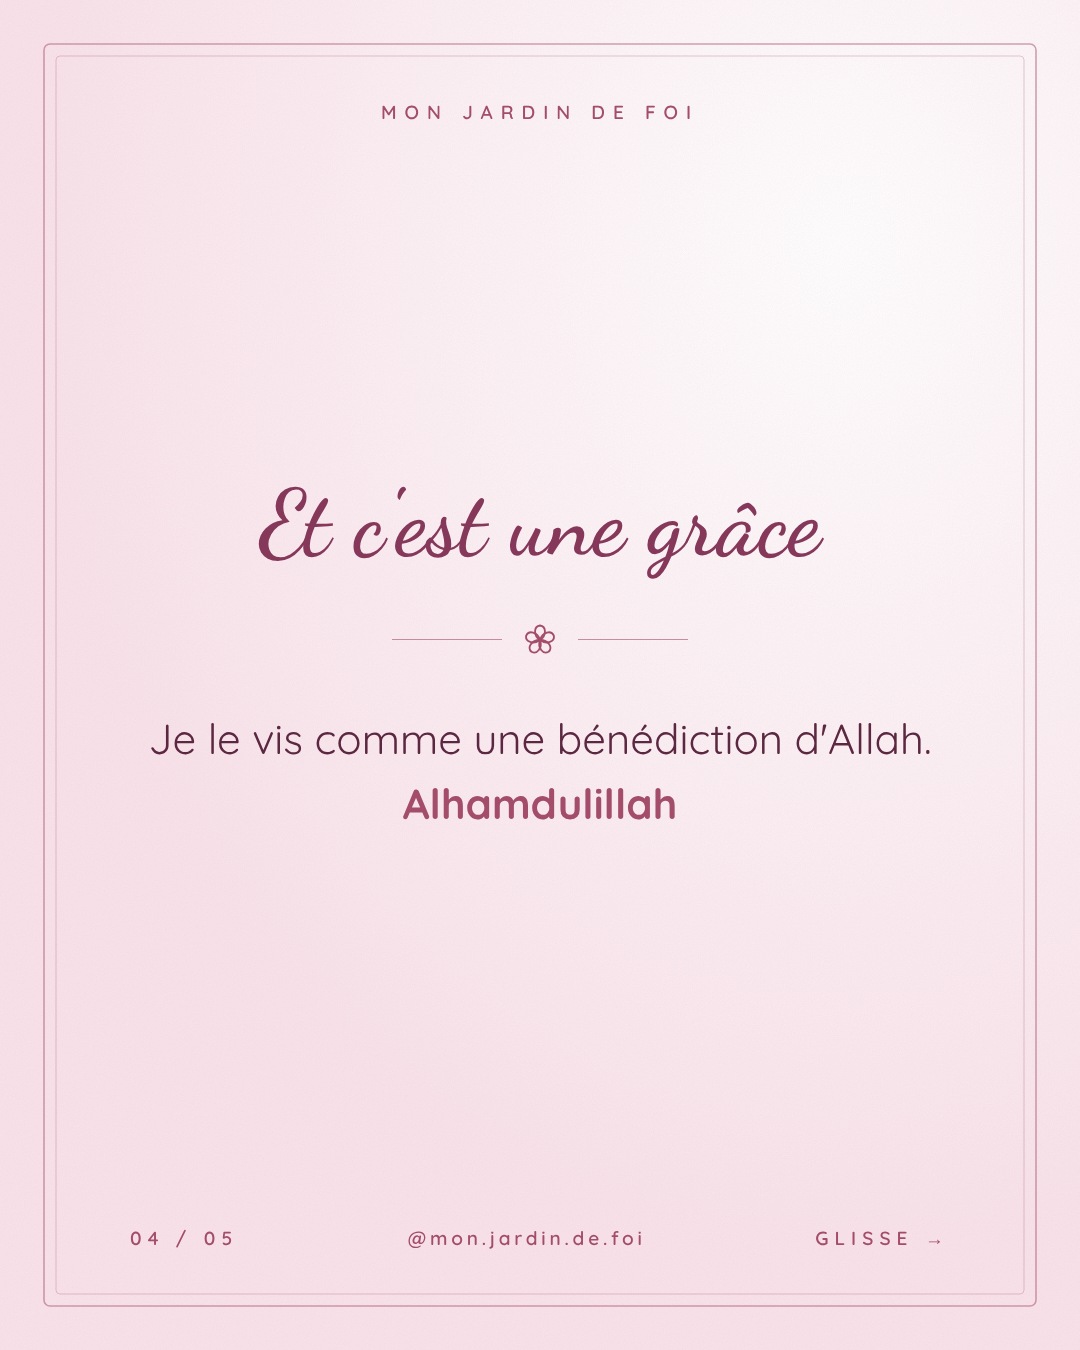 MON JARDIN DE FOI
Et c'est une grâce
Je le vis comme une bénédiction d'Allah.
Alhamdulillah
04 / 05
@mon.jardin.de.foi
GLISSE →